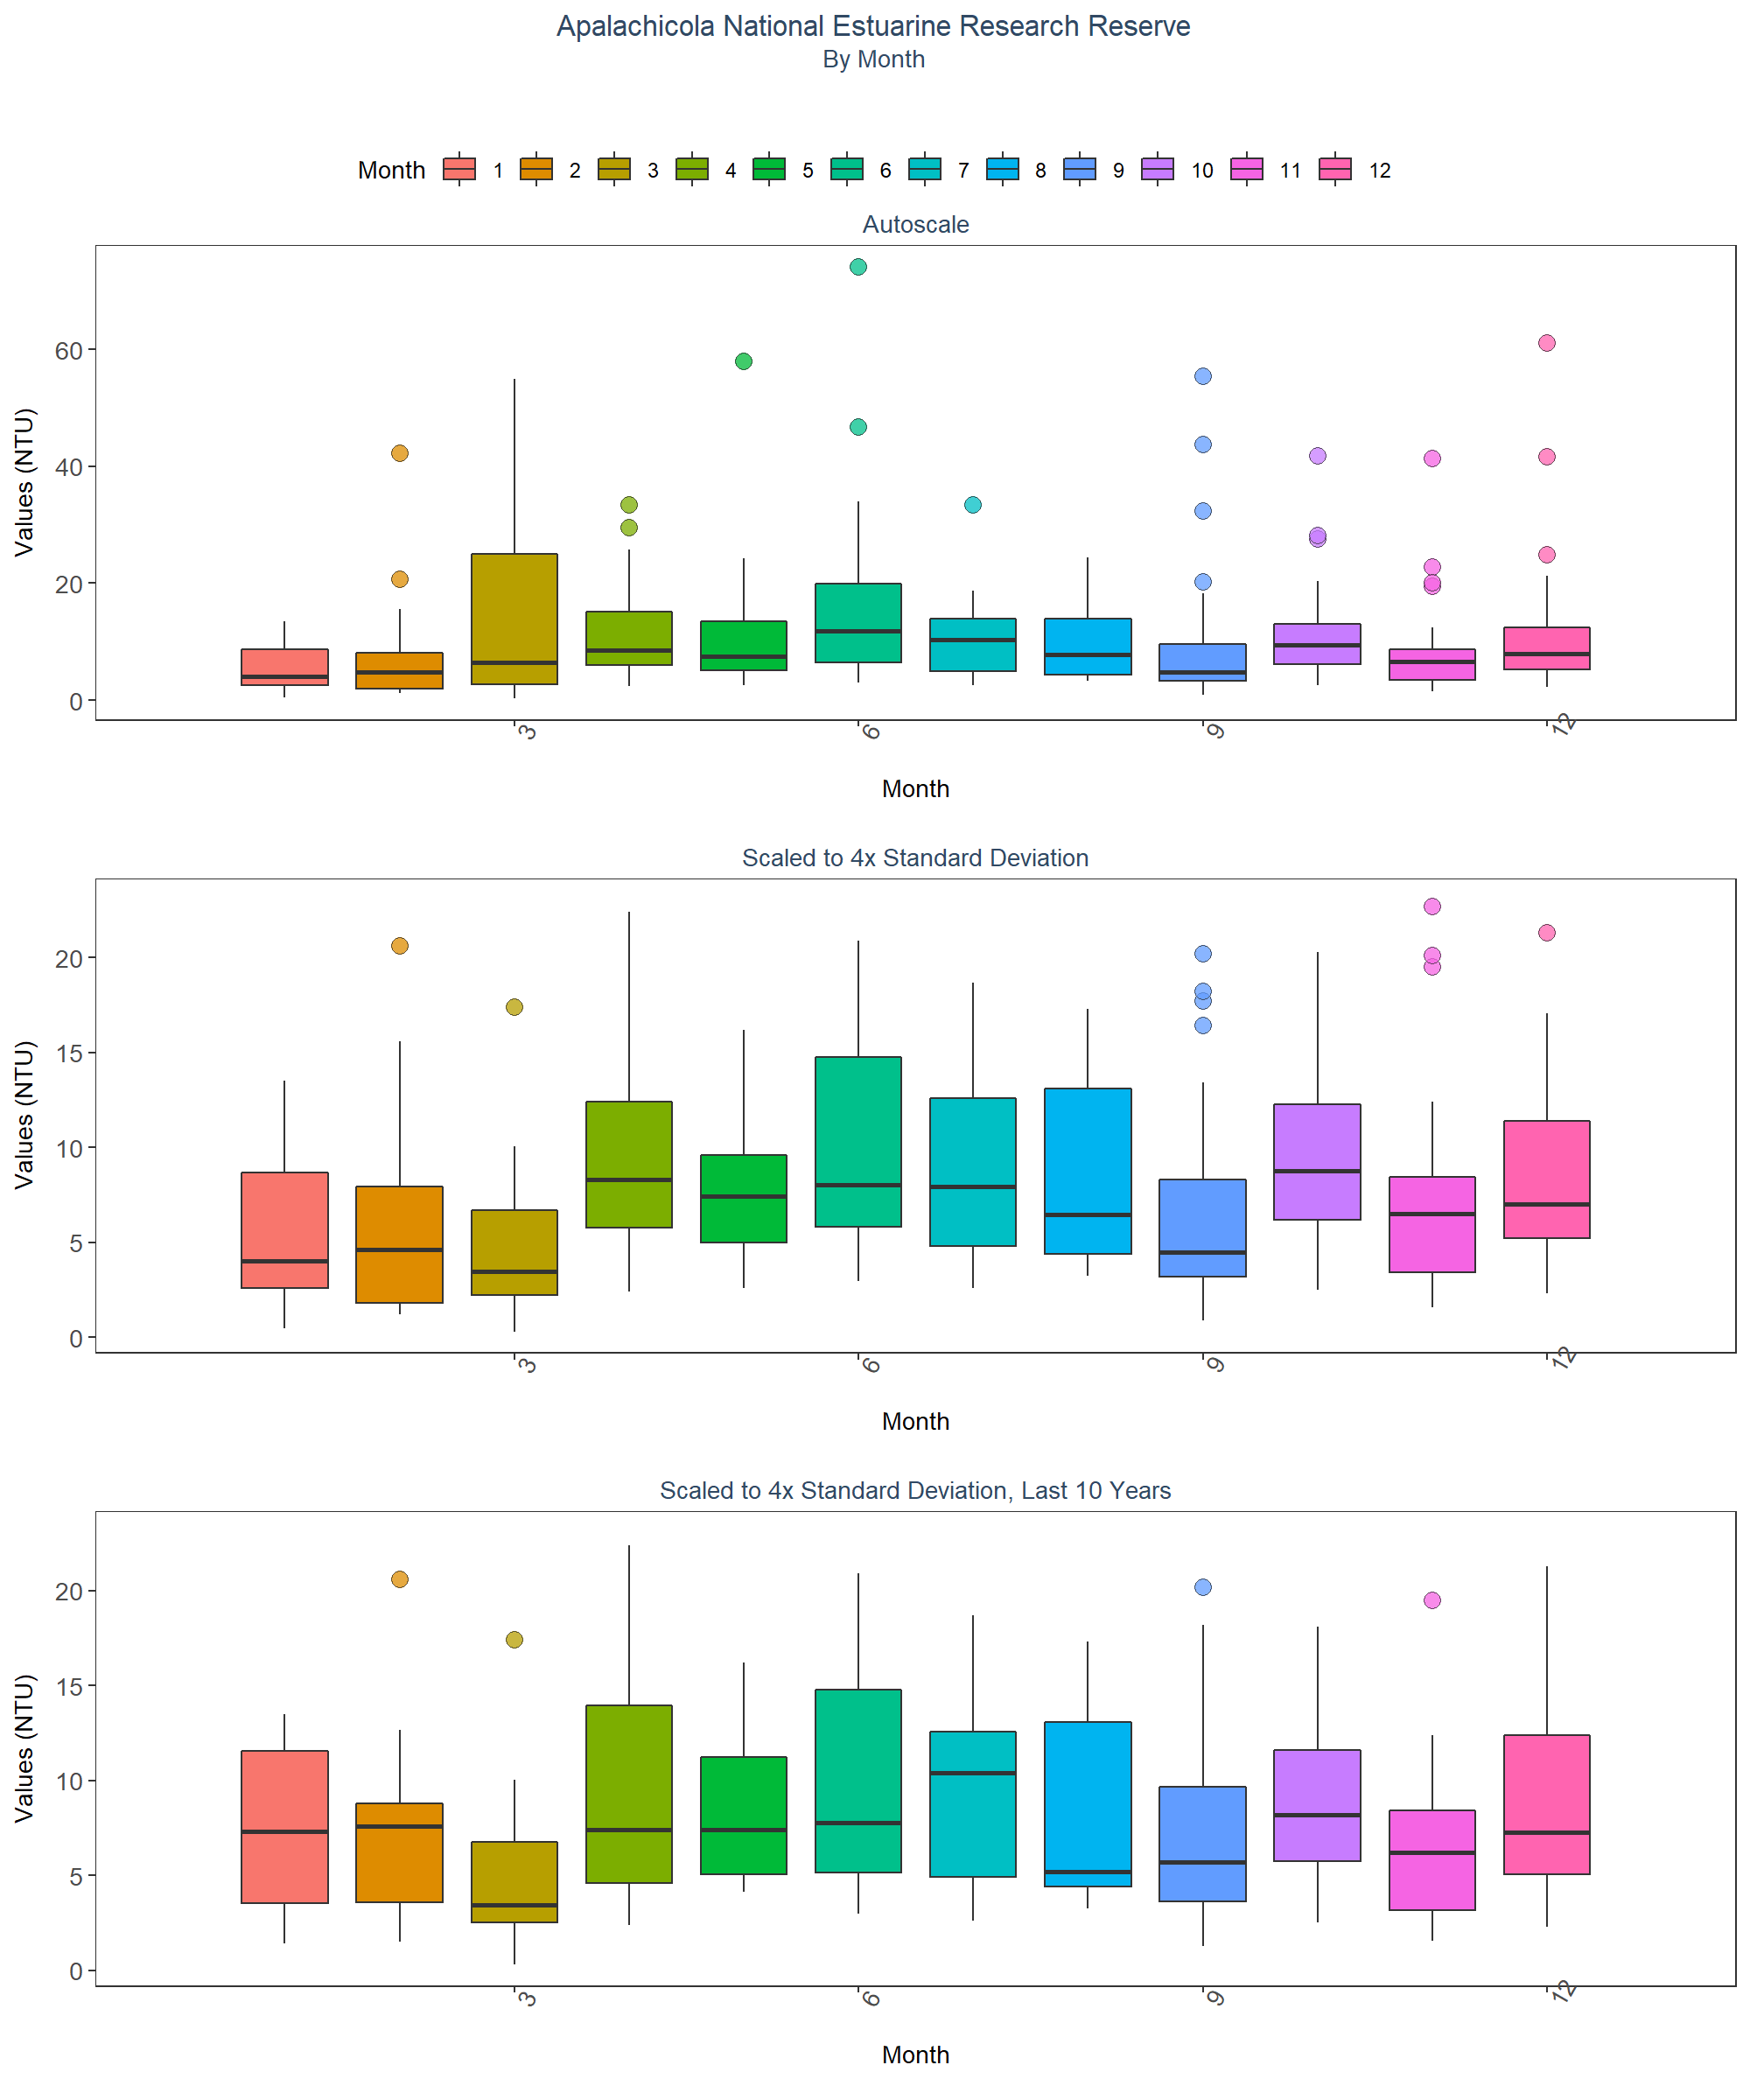 Apalachicola National Estuarine Research Reserve
By Month
Month 1 2 3 4 5 6 7 8 9 10 11 12
Autoscale
Values (NTU)
60
40
20
0
3 6 9 12
Month
Scaled to 4x Standard Deviation
Values (NTU)
20
15
10
5
0
3 6 9 12
Month
Scaled to 4x Standard Deviation, Last 10 Years
Values (NTU)
20
15
10
5
0
3 6 9 12
Month